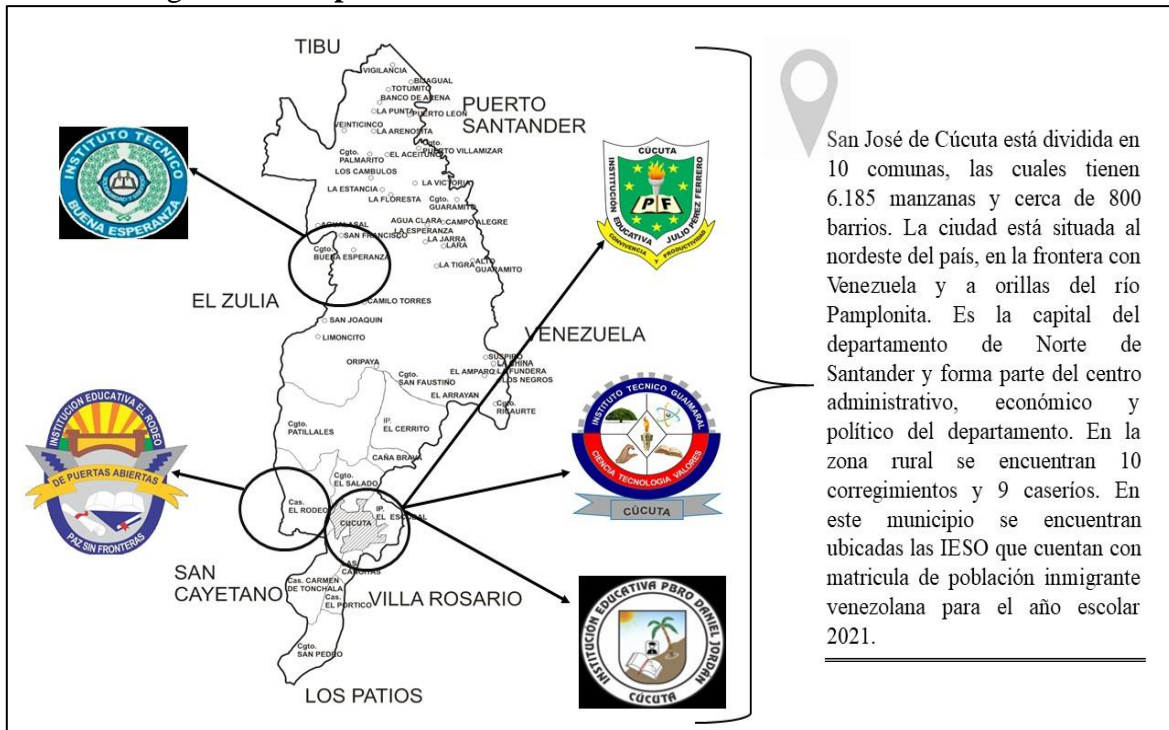 TIBU
VIGILANCIA
BIJAGUAL
TOTUMITO
BANCO DE ARENA
LA PUNTA
PUERTO LEON
PUERTO
SANTANDER
VEINTICINCO
LA ARENOSITA
Cgto.
PUERTO VILLAMIZAR
Cgto.
PALMARITO
EL ACEITUNO
LOS CAMBULOS
LA VICTORIA
LA ESTANCIA
LA FLORESTA
Cgto.
GUARAMITO
AGUA CLARA
CAMPO ALEGRE
LA ESPERANZA
AGUALASAL
SAN FRANCISCO
LA JARRA
LARA
Cgto.
BUENA ESPERANZA
LA TIGRA
ALTO
GUARAMITO
EL ZULIA
CAMILO TORRES
SAN JOAQUIN
LIMONCITO
VENEZUELA
SUSPIRO
LA CHINA
EL AMPARO
LA FUNDERA
LOS NEGROS
ORIPAYA
Cgto.
SAN FAUSTINO
EL ARRAYAN
Cgto.
RICAURTE
Cgto.
PATILLALES
IP.
EL CERRITO
CAÑA BRAVA
Cgto.
EL SALADO
Cas.
EL RODEO
CUCUTA
IP.
EL ESCOBAL
SAN
CAYETANO
Cas. CARMEN
DE TONCHALA
Cas.
EL PORTICO
VILLA ROSARIO
Cgto.
SAN PEDRO
LOS PATIOS
INSTITUTO TECNICO
BUENA ESPERANZA
INSTITUCION EDUCATIVA EL RODEO
DE PUERTAS ABIERTAS
PAZ SIN FRONTERAS
CÚCUTA
INSTITUCIÓN EDUCATIVA JULIO PÉREZ FERRERO
P F
CONVIVENCIA Y PRODUCTIVIDAD
INSTITUTO TECNICO GUAIMARAL
CIENCIA TECNOLOGIA VALORES
CÚCUTA
INSTITUCIÓN EDUCATIVA PBRO DANIEL JORDÁN
CÚCUTA
San José de Cúcuta está dividida en
10 comunas, las cuales tienen
6.185 manzanas y cerca de 800
barrios. La ciudad está situada al
nordeste del país, en la frontera con
Venezuela y a orillas del río
Pamplonita. Es la capital del
departamento de Norte de
Santander y forma parte del centro
administrativo, económico y
político del departamento. En la
zona rural se encuentran 10
corregimientos y 9 caseríos. En
este municipio se encuentran
ubicadas las IESO que cuentan con
matricula de población inmigrante
venezolana para el año escolar
2021.